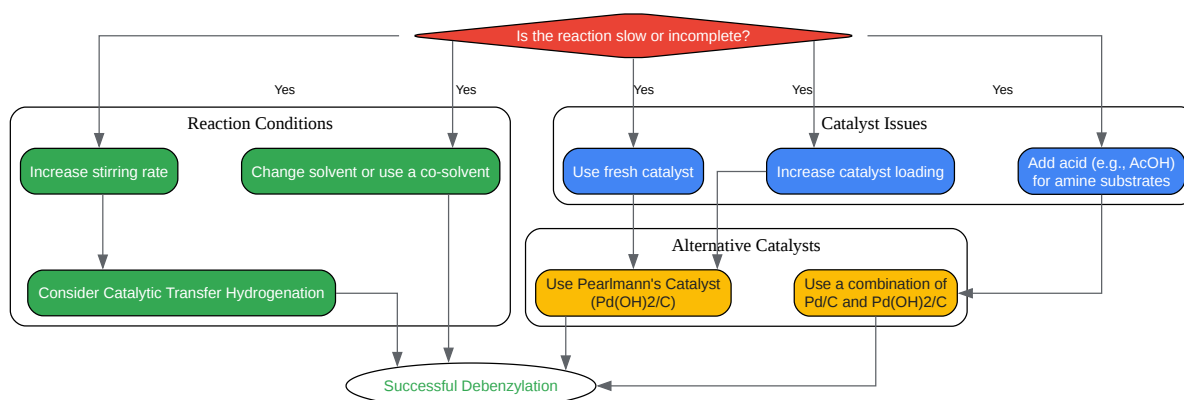 Is the reaction slow or incomplete?
Yes
Yes
Yes
Yes
Yes
Reaction Conditions
Catalyst Issues
Increase stirring rate
Change solvent or use a co-solvent
Use fresh catalyst
Increase catalyst loading
Add acid (e.g., AcOH)
for amine substrates
Alternative Catalysts
Consider Catalytic Transfer Hydrogenation
Use Pearlmann's Catalyst
(Pd(OH)2/C)
Use a combination of
Pd/C and Pd(OH)2/C
Successful Debenzylation